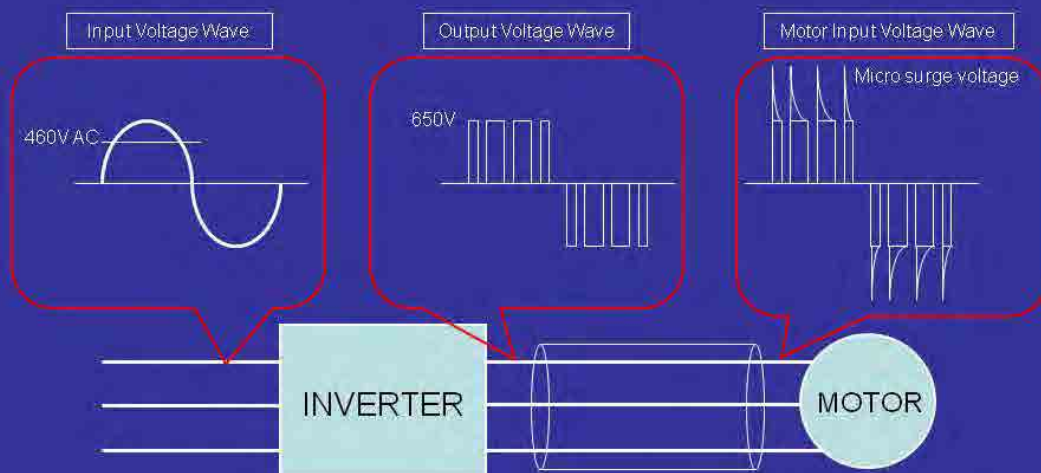 Input Voltage Wave
Output Voltage Wave
Motor Input Voltage Wave
Micro surge voltage
460V AC
650V
INVERTER
MOTOR